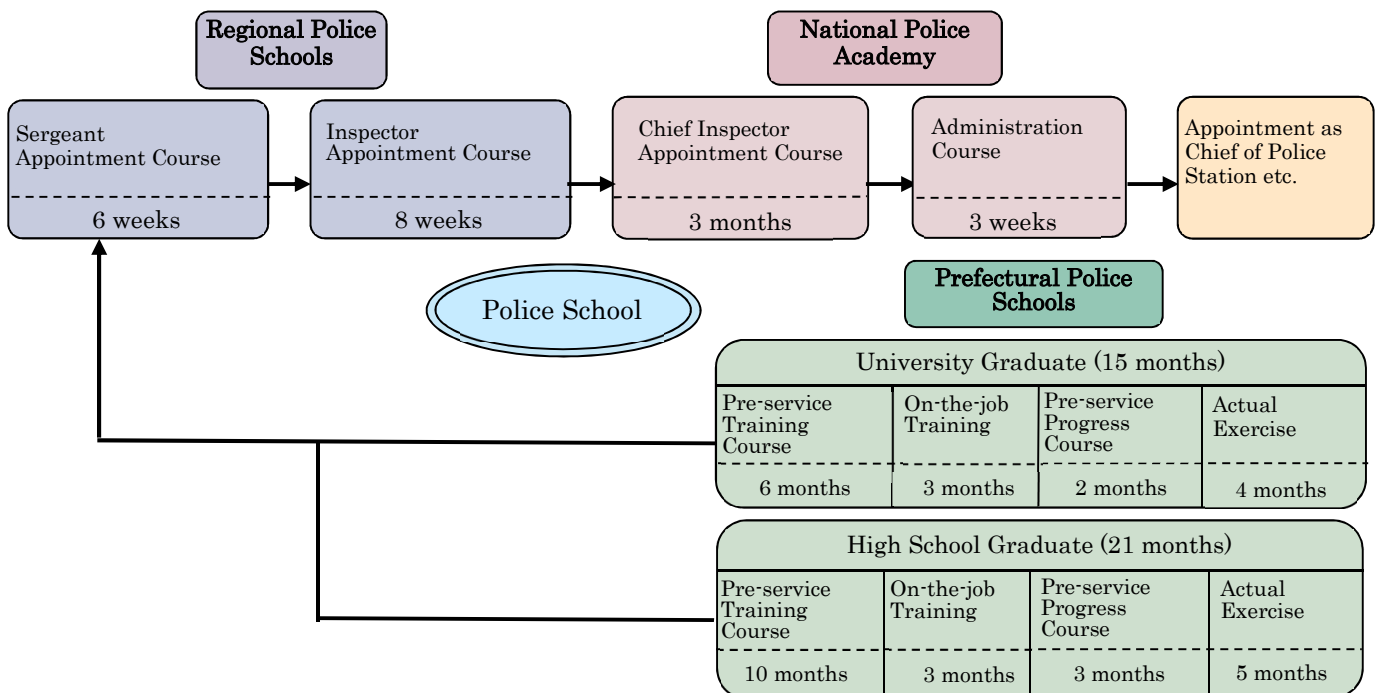 Regional Police
Schools
National Police
Academy
Sergeant
Appointment Course
6 weeks
Inspector
Appointment Course
8 weeks
Chief Inspector
Appointment Course
3 months
Administration
Course
3 weeks
Appointment as
Chief of Police
Station etc.
Police School
Prefectural Police
Schools
University Graduate (15 months)
Pre-service
Training
Course
6 months
On-the-job
Training
3 months
Pre-service
Progress
Course
2 months
Actual
Exercise
4 months
High School Graduate (21 months)
Pre-service
Training
Course
10 months
On-the-job
Training
3 months
Pre-service
Progress
Course
3 months
Actual
Exercise
5 months